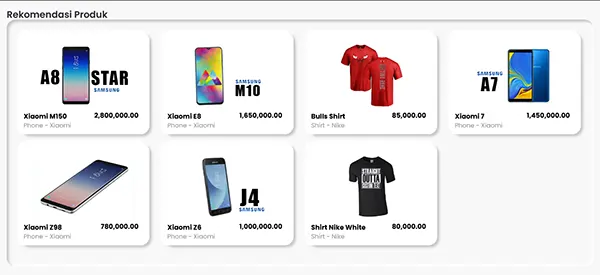 Rekomendasi Produk
A8 STAR
SAMSUNG
Xiaomi M150 2,800,000.00
Phone - Xiaomi
SAMSUNG
M10
Xiaomi E8 1,650,000.00
Phone - Xiaomi
Bulls Shirt 85,000.00
Shirt - Nike
SAMSUNG
A7
Xiaomi 7 1,450,000.00
Phone - Xiaomi
Xiaomi Z98 780,000.00
Phone - Xiaomi
J4
SAMSUNG
Xiaomi Z6 1,000,000.00
Phone - Xiaomi
STRAIGHT
OUTTA
Shirt Nike White 80,000.00
Shirt - Nike